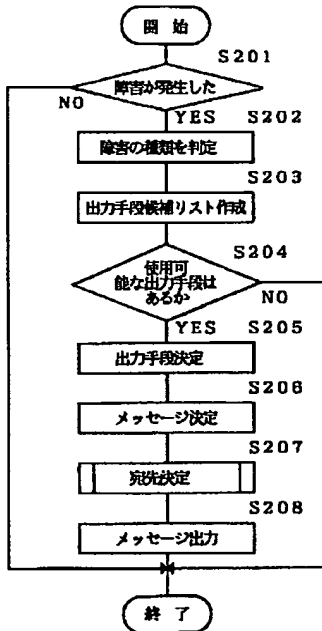 開 始
S201
障害が発生した
NO
YES
S202
障害の種類を判定
S203
出力手段候補リスト作成
S204
使用可
能な出力手段は
あるか
NO
YES
S205
出力手段決定
S206
メッセージ決定
S207
宛先決定
S208
メッセージ出力
終 了